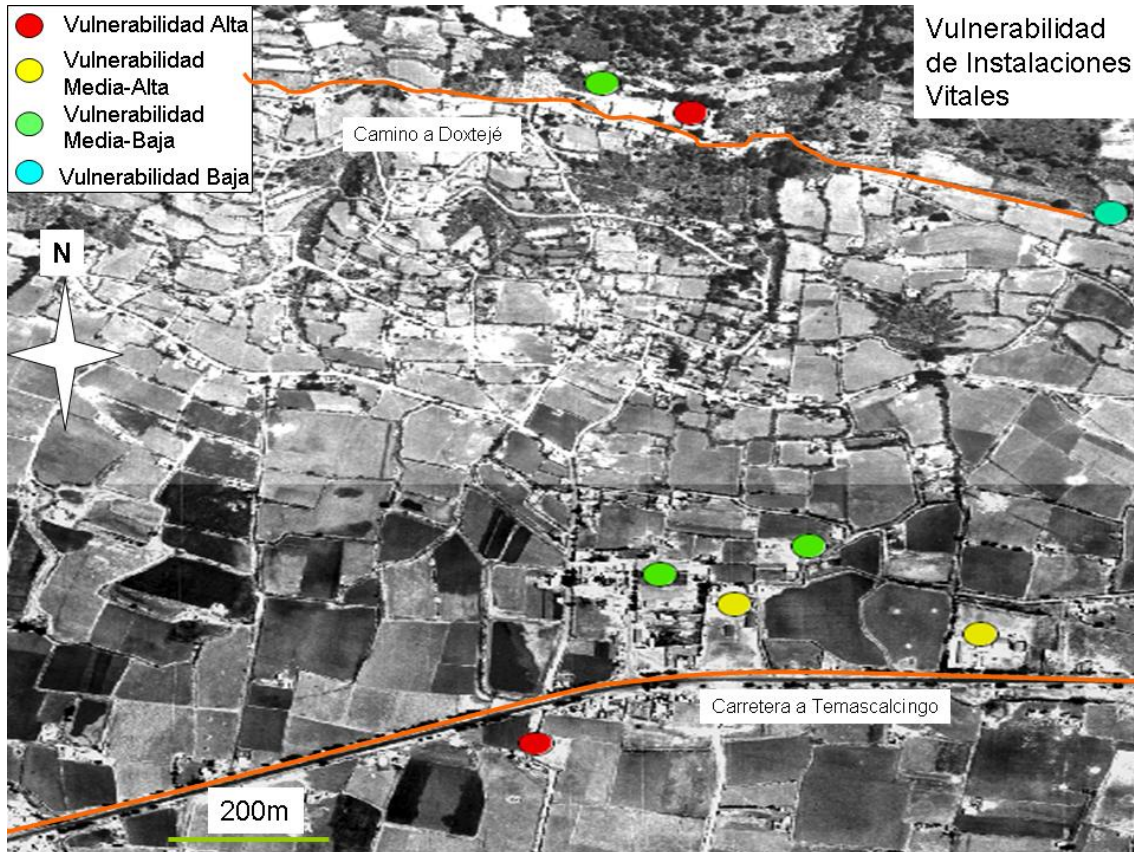 Vulnerabilidad Alta
Vulnerabilidad
Media-Alta
Vulnerabilidad
Media-Baja
Vulnerabilidad Baja
Vulnerabilidad
de Instalaciones
Vitales
Camino a Doxtejé
N
Carretera a Temascalcingo
200m